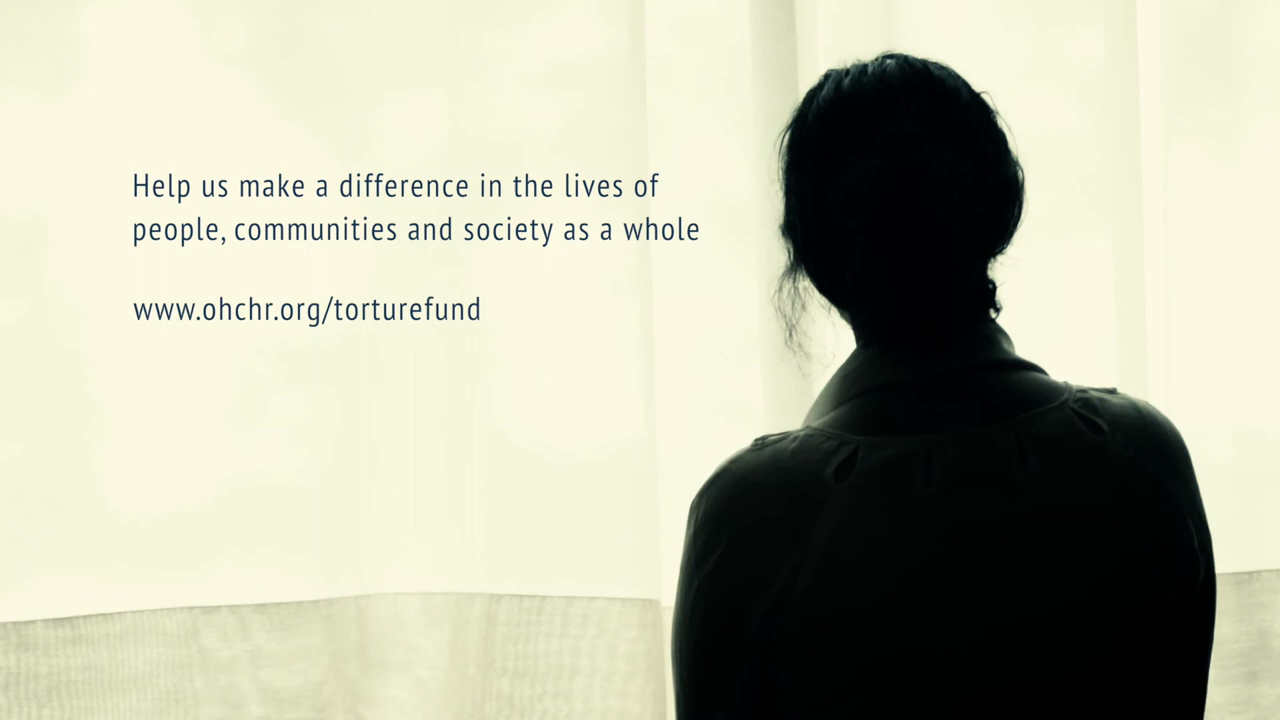 Help us make a difference in the lives of
people, communities and society as a whole
www.ohchr.org/torturefund